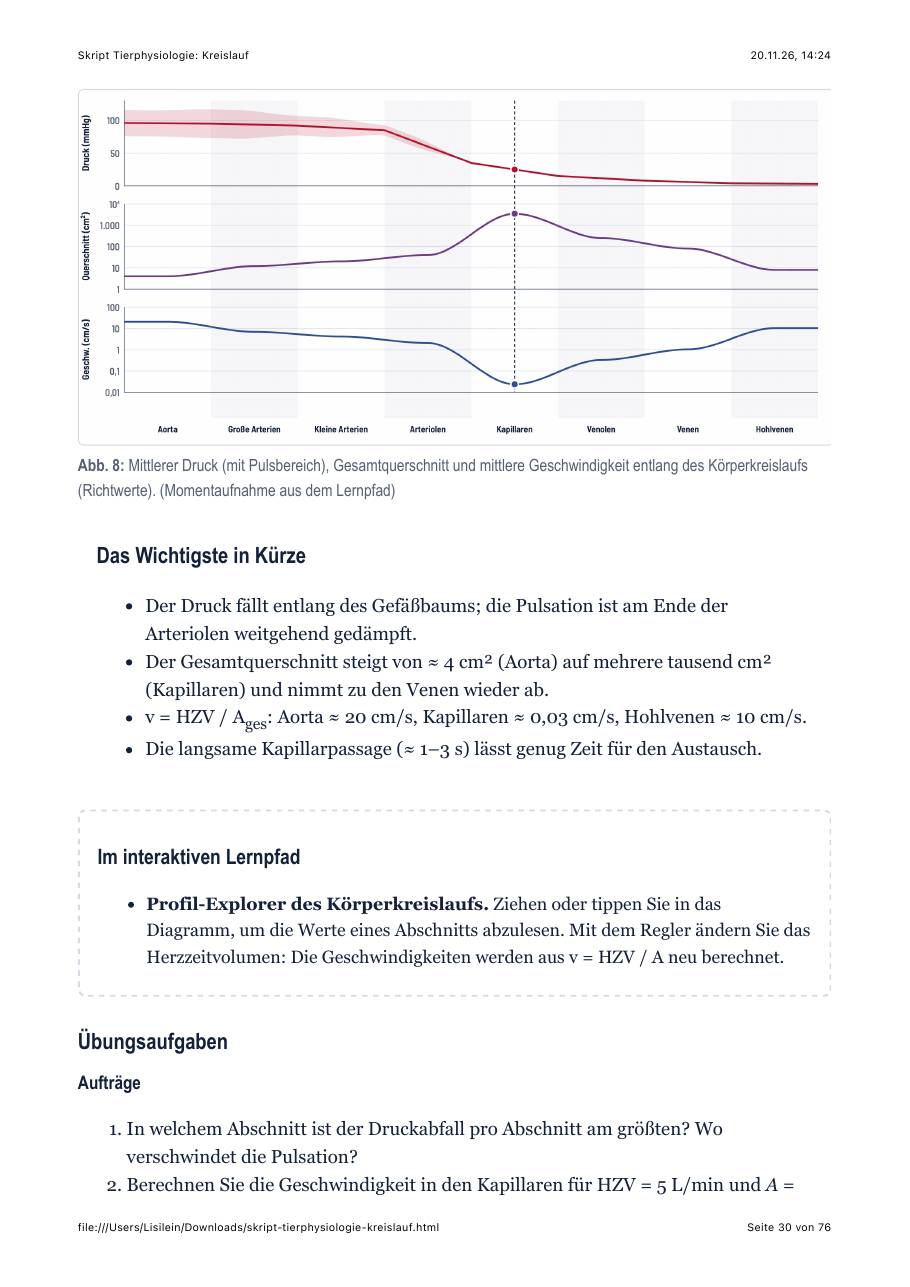 Skript Tierphysiologie: Kreislauf
20.11.26, 14:24
Druck (mmHg)
100
50
0
Querschnitt (cm²)
10⁴
1.000
100
10
1
Geschw. (cm/s)
100
10
1
0,1
0,01
Aorta
Große Arterien
Kleine Arterien
Arteriolen
Kapillaren
Venolen
Venen
Hohlvenen
Abb. 8: Mittlerer Druck (mit Pulsbereich), Gesamtquerschnitt und mittlere Geschwindigkeit entlang des Körperkreislaufs
(Richtwerte). (Momentaufnahme aus dem Lernpfad)
Das Wichtigste in Kürze
• Der Druck fällt entlang des Gefäßbaums; die Pulsation ist am Ende der
Arteriolen weitgehend gedämpft.
• Der Gesamtquerschnitt steigt von ≈ 4 cm² (Aorta) auf mehrere tausend cm²
(Kapillaren) und nimmt zu den Venen wieder ab.
• v = HZV / Ages: Aorta ≈ 20 cm/s, Kapillaren ≈ 0,03 cm/s, Hohlvenen ≈ 10 cm/s.
• Die langsame Kapillarpassage (≈ 1–3 s) lässt genug Zeit für den Austausch.
Im interaktiven Lernpfad
• Profil-Explorer des Körperkreislaufs. Ziehen oder tippen Sie in das
Diagramm, um die Werte eines Abschnitts abzulesen. Mit dem Regler ändern Sie das
Herzzeitvolumen: Die Geschwindigkeiten werden aus v = HZV / A neu berechnet.
Übungsaufgaben
Aufträge
1. In welchem Abschnitt ist der Druckabfall pro Abschnitt am größten? Wo
verschwindet die Pulsation?
2. Berechnen Sie die Geschwindigkeit in den Kapillaren für HZV = 5 L/min und A =
file:///Users/Lisilein/Downloads/skript-tierphysiologie-kreislauf.html
Seite 30 von 76